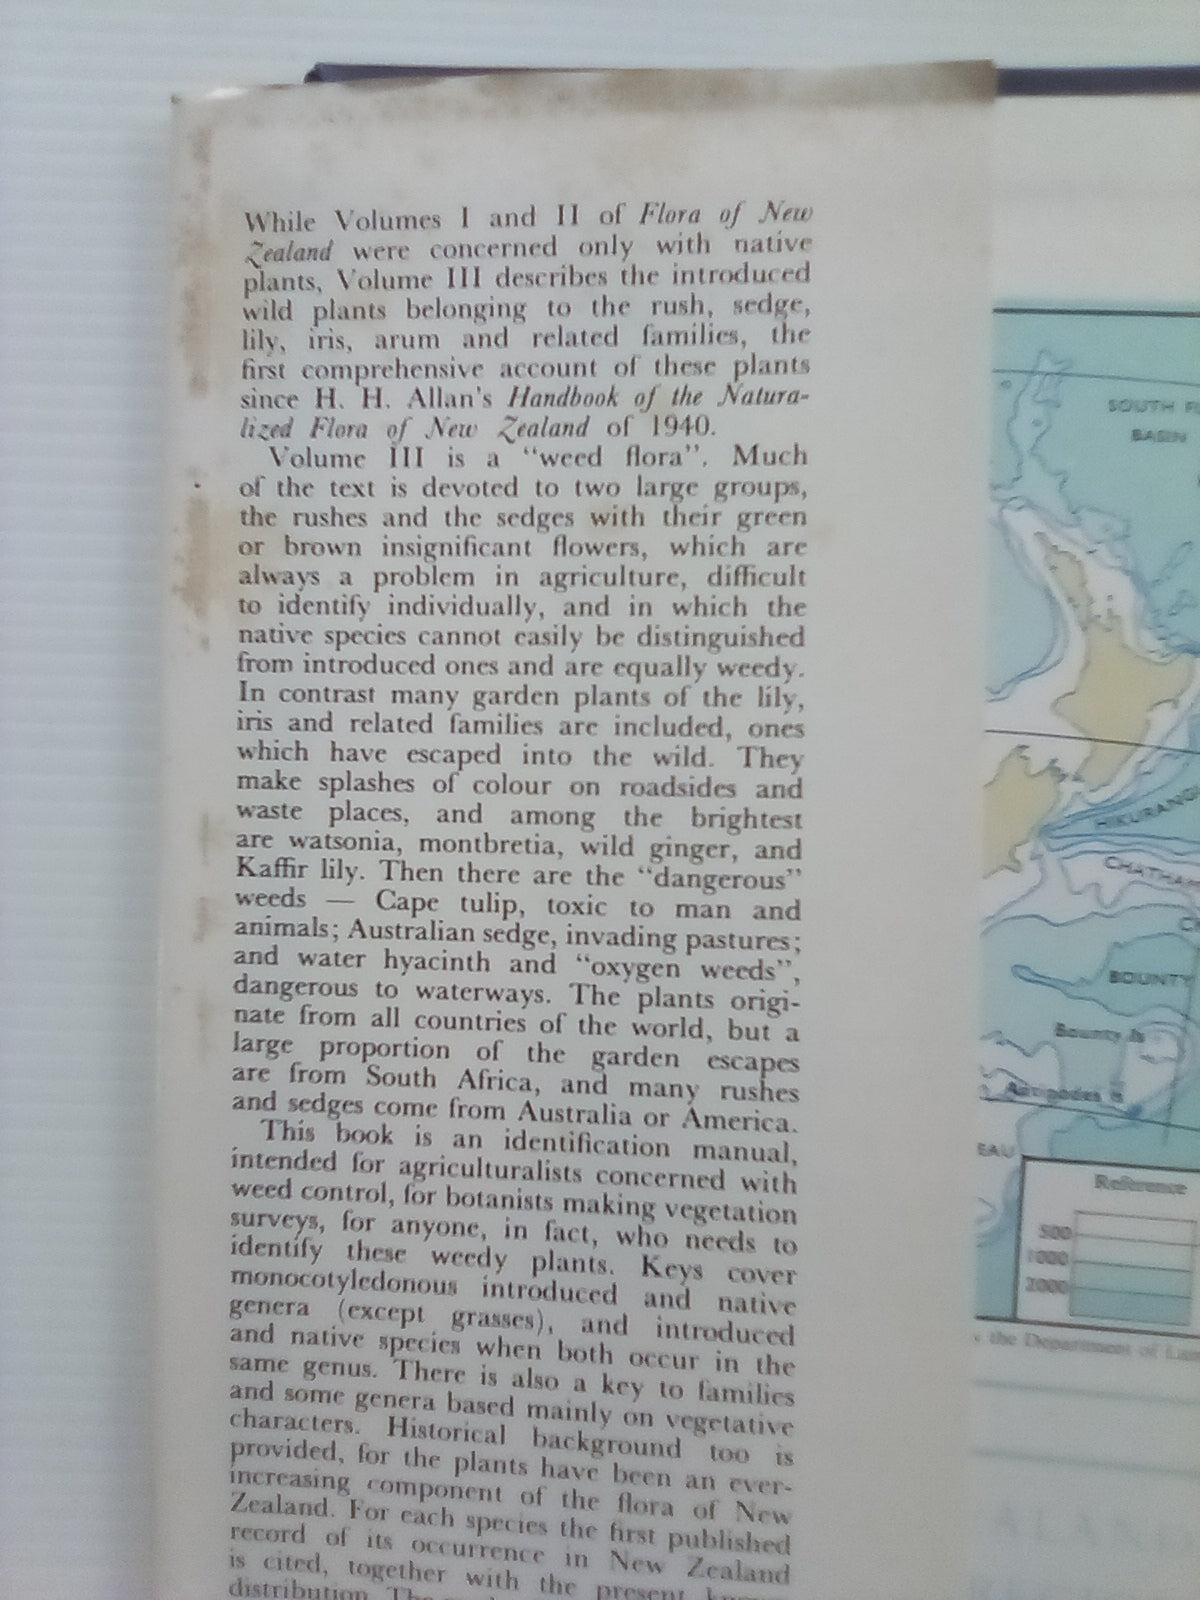 While Volumes I and II of Flora of New
Zealand were concerned only with native
plants, Volume III describes the introduced
wild plants belonging to the rush, sedge,
lily, iris, arum and related families, the
first comprehensive account of these plants
since H. H. Allan's Handbook of the Natura-
lized Flora of New Zealand of 1940.
Volume III is a “weed flora”. Much
of the text is devoted to two large groups,
the rushes and the sedges with their green
or brown insignificant flowers, which are
always a problem in agriculture, difficult
to identify individually, and in which the
native species cannot easily be distinguished
from introduced ones and are equally weedy.
In contrast many garden plants of the lily,
iris and related families are included, ones
which have escaped into the wild. They
make splashes of colour on roadsides and
waste places, and among the brightest
are watsonia, montbretia, wild ginger, and
Kaffir lily. Then there are the “dangerous”
weeds — Cape tulip, toxic to man and
animals; Australian sedge, invading pastures;
and water hyacinth and “oxygen weeds”,
dangerous to waterways. The plants origi-
nate from all countries of the world, but a
large proportion of the garden escapes
are from South Africa, and many rushes
and sedges come from Australia or America.
This book is an identification manual,
intended for agriculturalists concerned with
weed control, for botanists making vegetation
surveys, for anyone, in fact, who needs to
identify these weedy plants. Keys cover
monocotyledonous introduced and native
genera (except grasses), and introduced
and native species when both occur in the
same genus. There is also a key to families
and some genera based mainly on vegetative
characters. Historical background too is
provided, for the plants have been an ever-
increasing component of the flora of New
Zealand. For each species the first published
record of its occurrence in New Zealand
is cited, together with the present
distribution. The
SOUTH F
BASIN
HIKURANG
CHATHA
BOUNTY
Bounty Is
Antipodes Is
EAU
Reference
500
1000
2000
the Department of Lan